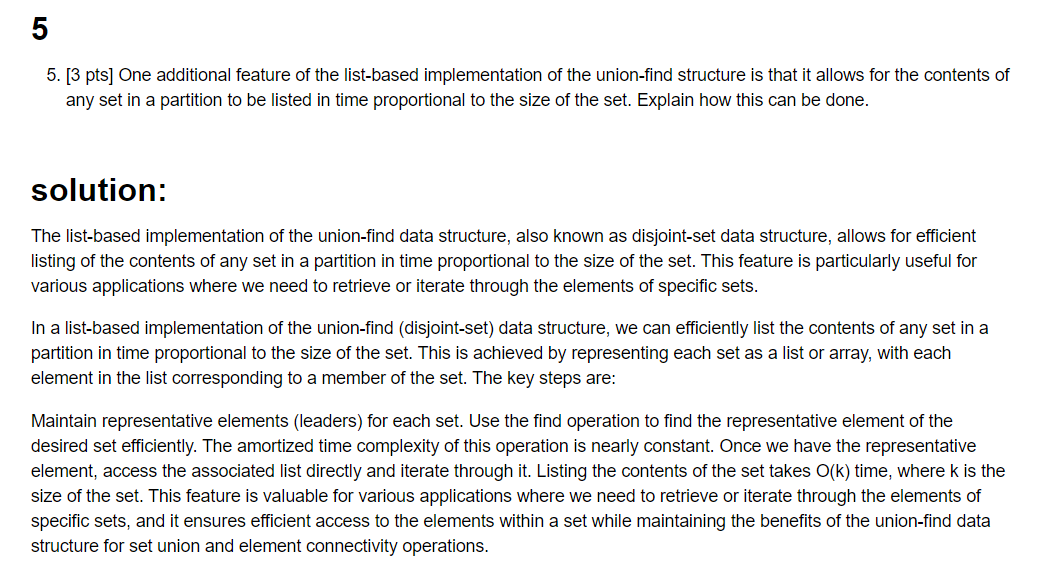 5
5. [3 pts] One additional feature of the list-based implementation of the union-find structure is that it allows for the contents of
any set in a partition to be listed in time proportional to the size of the set. Explain how this can be done.
solution:
The list-based implementation of the union-find data structure, also known as disjoint-set data structure, allows for efficient
listing of the contents of any set in a partition in time proportional to the size of the set. This feature is particularly useful for
various applications where we need to retrieve or iterate through the elements of specific sets.
In a list-based implementation of the union-find (disjoint-set) data structure, we can efficiently list the contents of any set in a
partition in time proportional to the size of the set. This is achieved by representing each set as a list or array, with each
element in the list corresponding to a member of the set. The key steps are:
Maintain representative elements (leaders) for each set. Use the find operation to find the representative element of the
desired set efficiently. The amortized time complexity of this operation is nearly constant. Once we have the representative
element, access the associated list directly and iterate through it. Listing the contents of the set takes O(k) time, where k is the
size of the set. This feature is valuable for various applications where we need to retrieve or iterate through the elements of
specific sets, and it ensures efficient access to the elements within a set while maintaining the benefits of the union-find data
structure for set union and element connectivity operations.